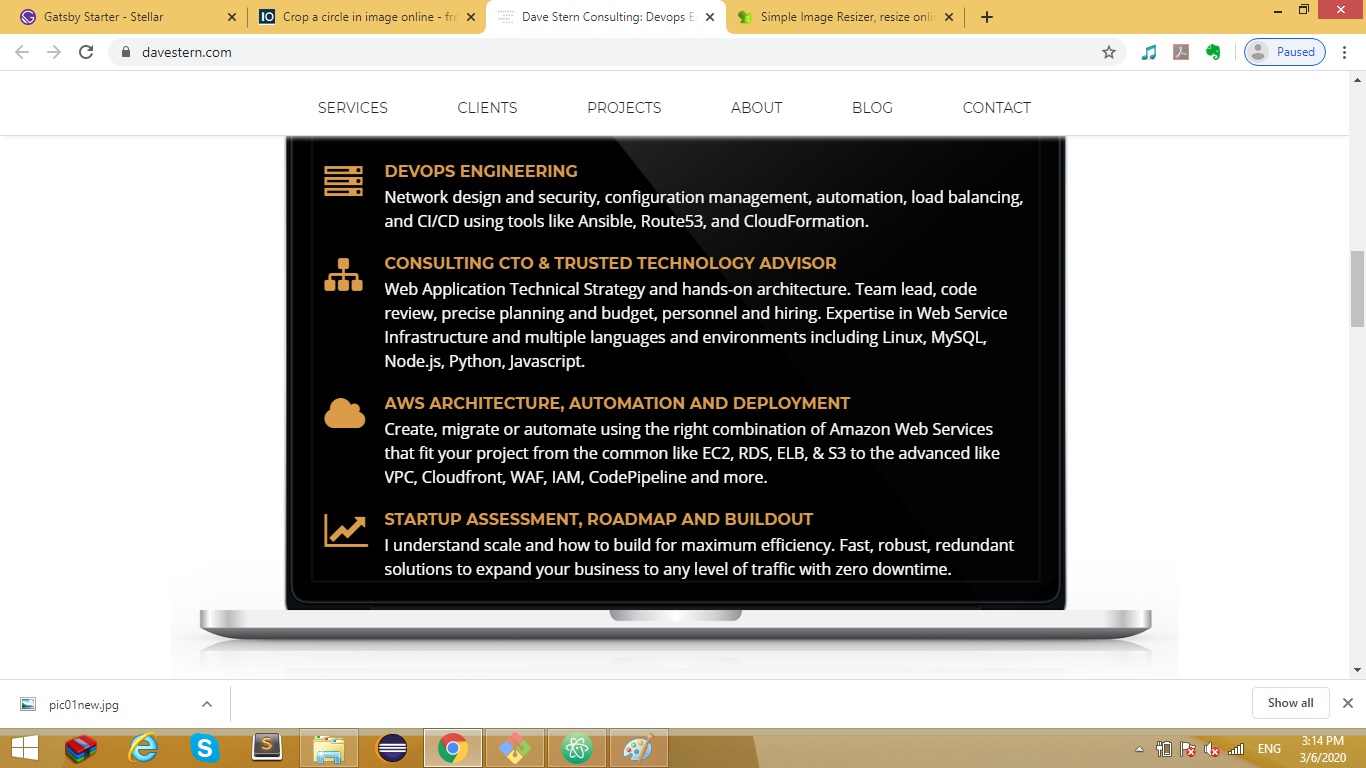 Gatsby Starter - Stellar
Crop a circle in image online - fre
Dave Stern Consulting: Devops E
Simple Image Resizer, resize onli
davestern.com
Paused
SERVICES
CLIENTS
PROJECTS
ABOUT
BLOG
CONTACT
DEVOPS ENGINEERING
Network design and security, configuration management, automation, load balancing,
and CI/CD using tools like Ansible, Route53, and CloudFormation.
CONSULTING CTO & TRUSTED TECHNOLOGY ADVISOR
Web Application Technical Strategy and hands-on architecture. Team lead, code
review, precise planning and budget, personnel and hiring. Expertise in Web Service
Infrastructure and multiple languages and environments including Linux, MySQL,
Node.js, Python, Javascript.
AWS ARCHITECTURE, AUTOMATION AND DEPLOYMENT
Create, migrate or automate using the right combination of Amazon Web Services
that fit your project from the common like EC2, RDS, ELB, & S3 to the advanced like
VPC, Cloudfront, WAF, IAM, CodePipeline and more.
STARTUP ASSESSMENT, ROADMAP AND BUILDOUT
I understand scale and how to build for maximum efficiency. Fast, robust, redundant
solutions to expand your business to any level of traffic with zero downtime.
pic01new.jpg
Show all
ENG
3:14 PM
3/6/2020